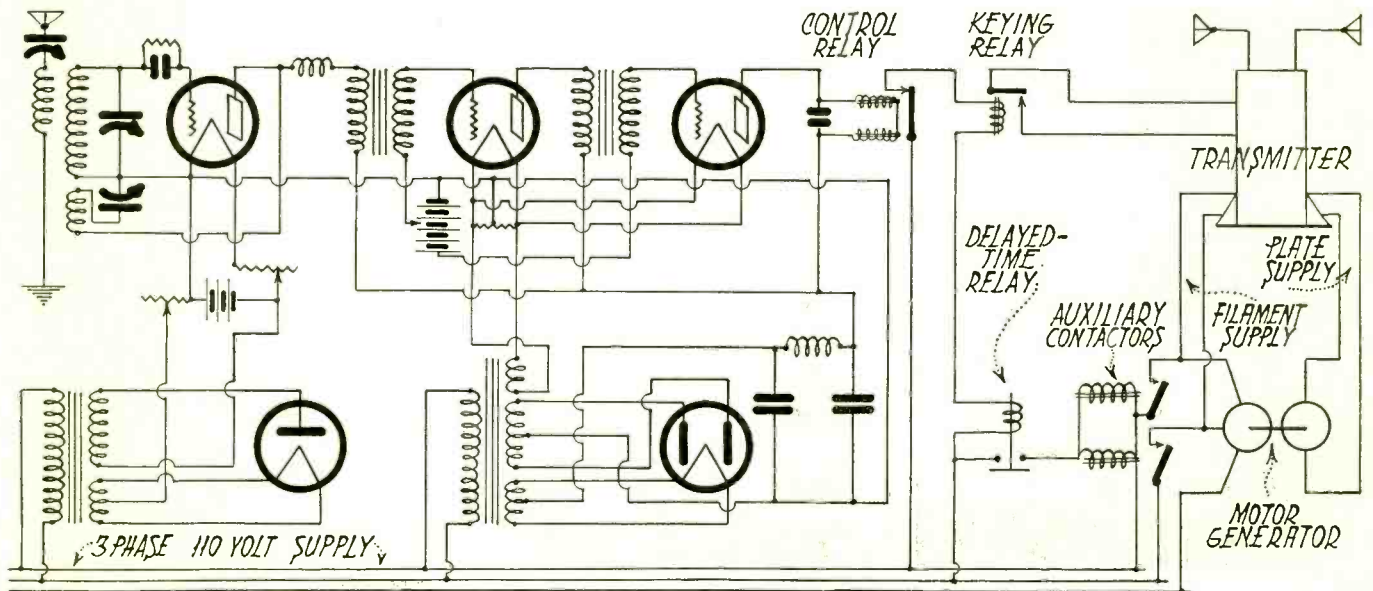 CONTROL
RELAY
KEYING
RELAY
TRANSMITTER
DELAYED-
TIME
RELAY
PLATE
SUPPLY
AUXILIARY
CONTACTORS
FILAMENT
SUPPLY
MOTOR
GENERATOR
3 PHASE 110 VOLT SUPPLY